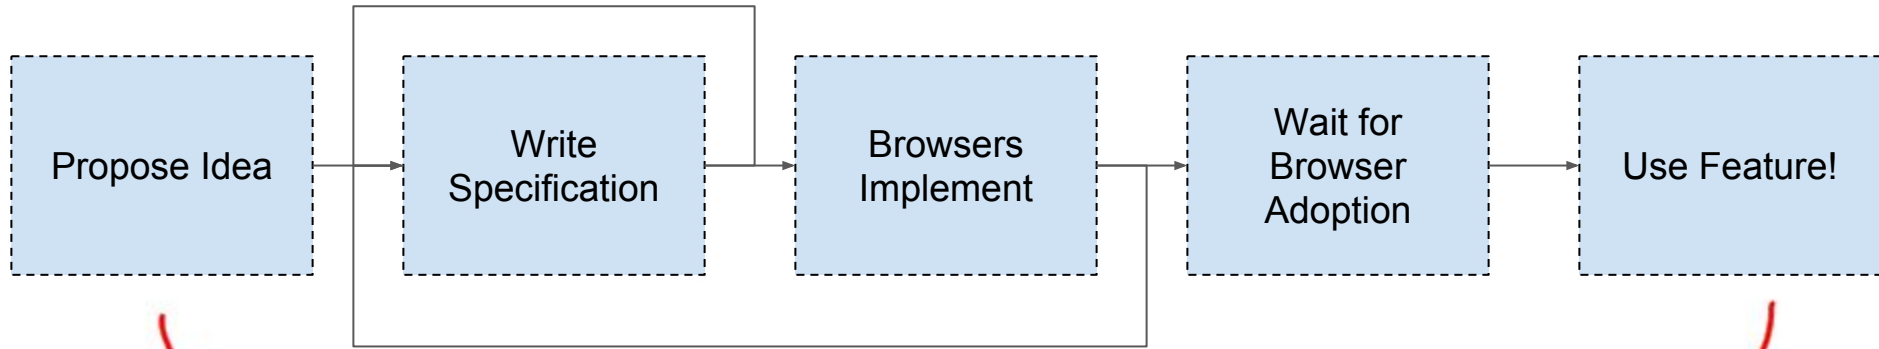 Propose Idea
Write
Specification
Browsers
Implement
Wait for
Browser
Adoption
Use Feature!